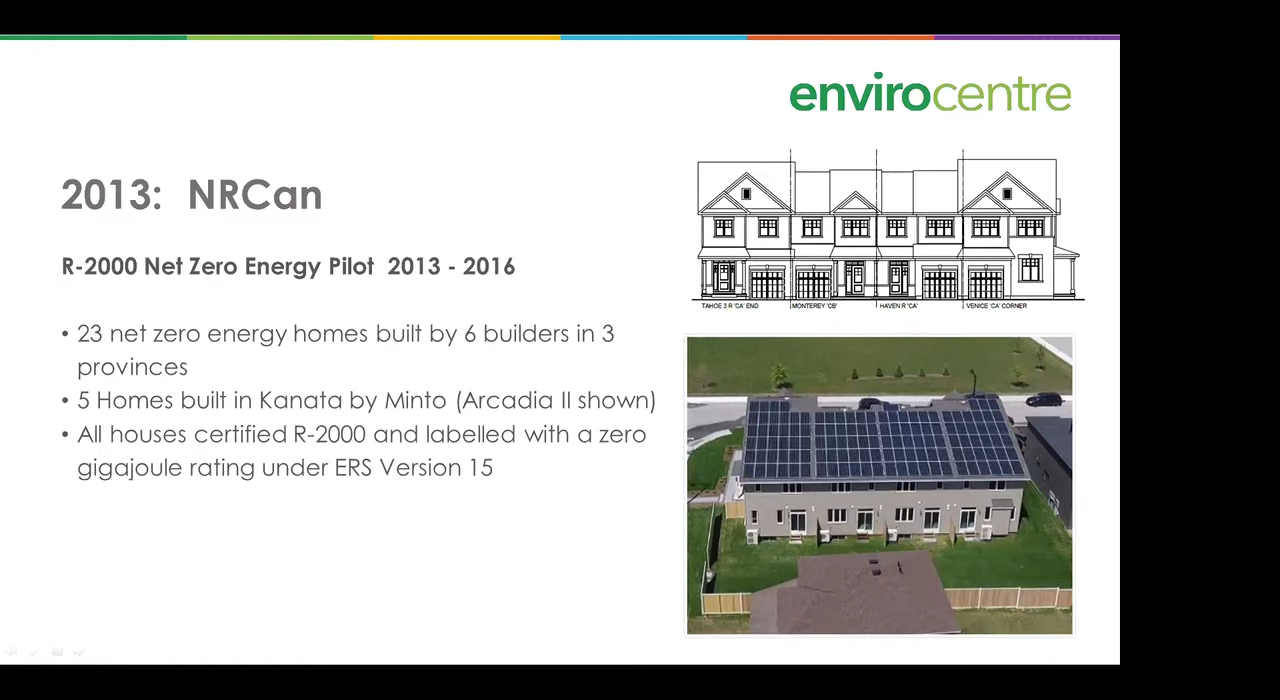 envirocentre
2013: NRCan
R-2000 Net Zero Energy Pilot 2013 - 2016
• 23 net zero energy homes built by 6 builders in 3
provinces
• 5 Homes built in Kanata by Minto (Arcadia II shown)
• All houses certified R-2000 and labelled with a zero
gigajoule rating under ERS Version 15
TAHOE 3 R 'CA' END
MONTEREY 'CB'
HAVEN R 'CA'
VENICE 'CA' CORNER